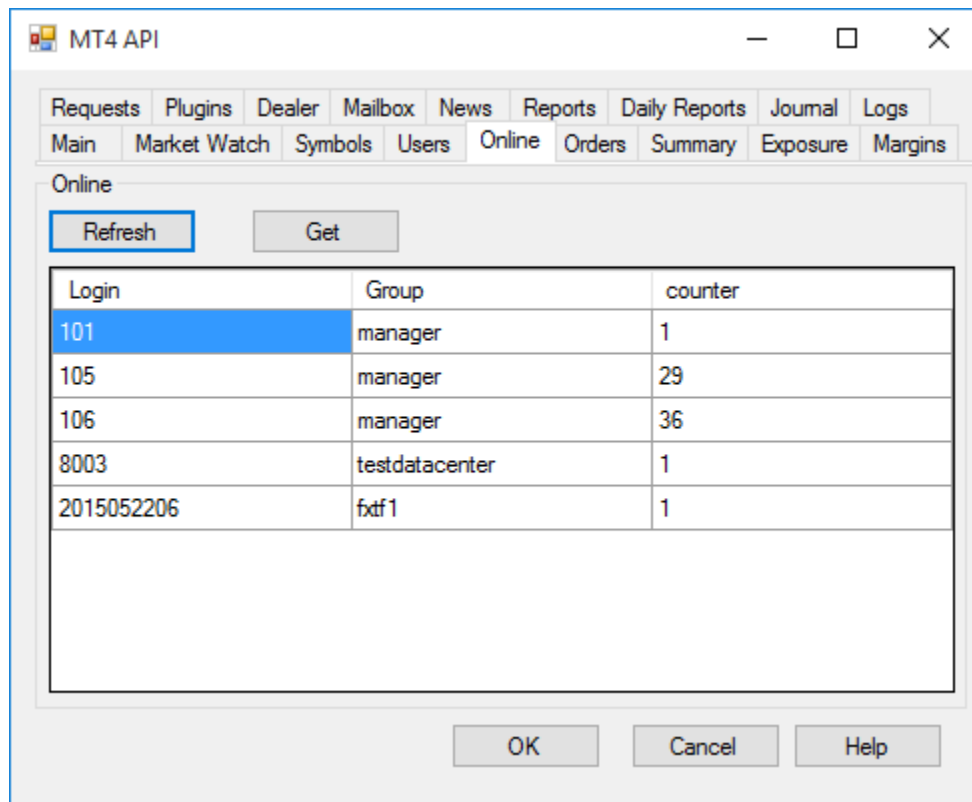 MT4 API
Requests Plugins Dealer Mailbox News Reports Daily Reports Journal Logs
Main Market Watch Symbols Users Online Orders Summary Exposure Margins
Online
Refresh Get
Login Group counter
101 manager 1
105 manager 29
106 manager 36
8003 testdatacenter 1
2015052206 fxtf1 1
OK Cancel Help